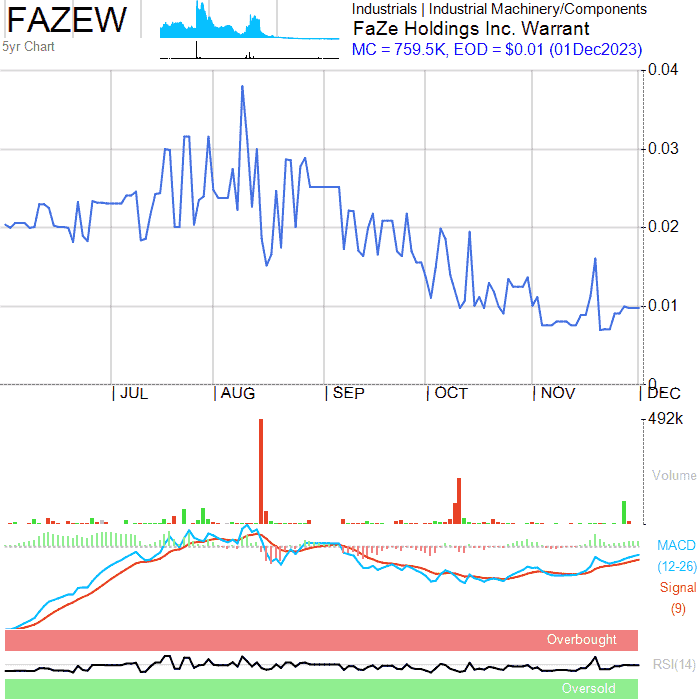 FAZEW
5yr Chart
Industrials | Industrial Machinery/Components
FaZe Holdings Inc. Warrant
MC = 759.5K, EOD = $0.01 (01Dec2023)
0.04
0.03
0.02
0.01
0
| JUL | AUG | SEP | OCT | NOV | DEC
492k
Volume
MACD
(12-26)
Signal
(9)
Overbought
RSI(14)
Oversold